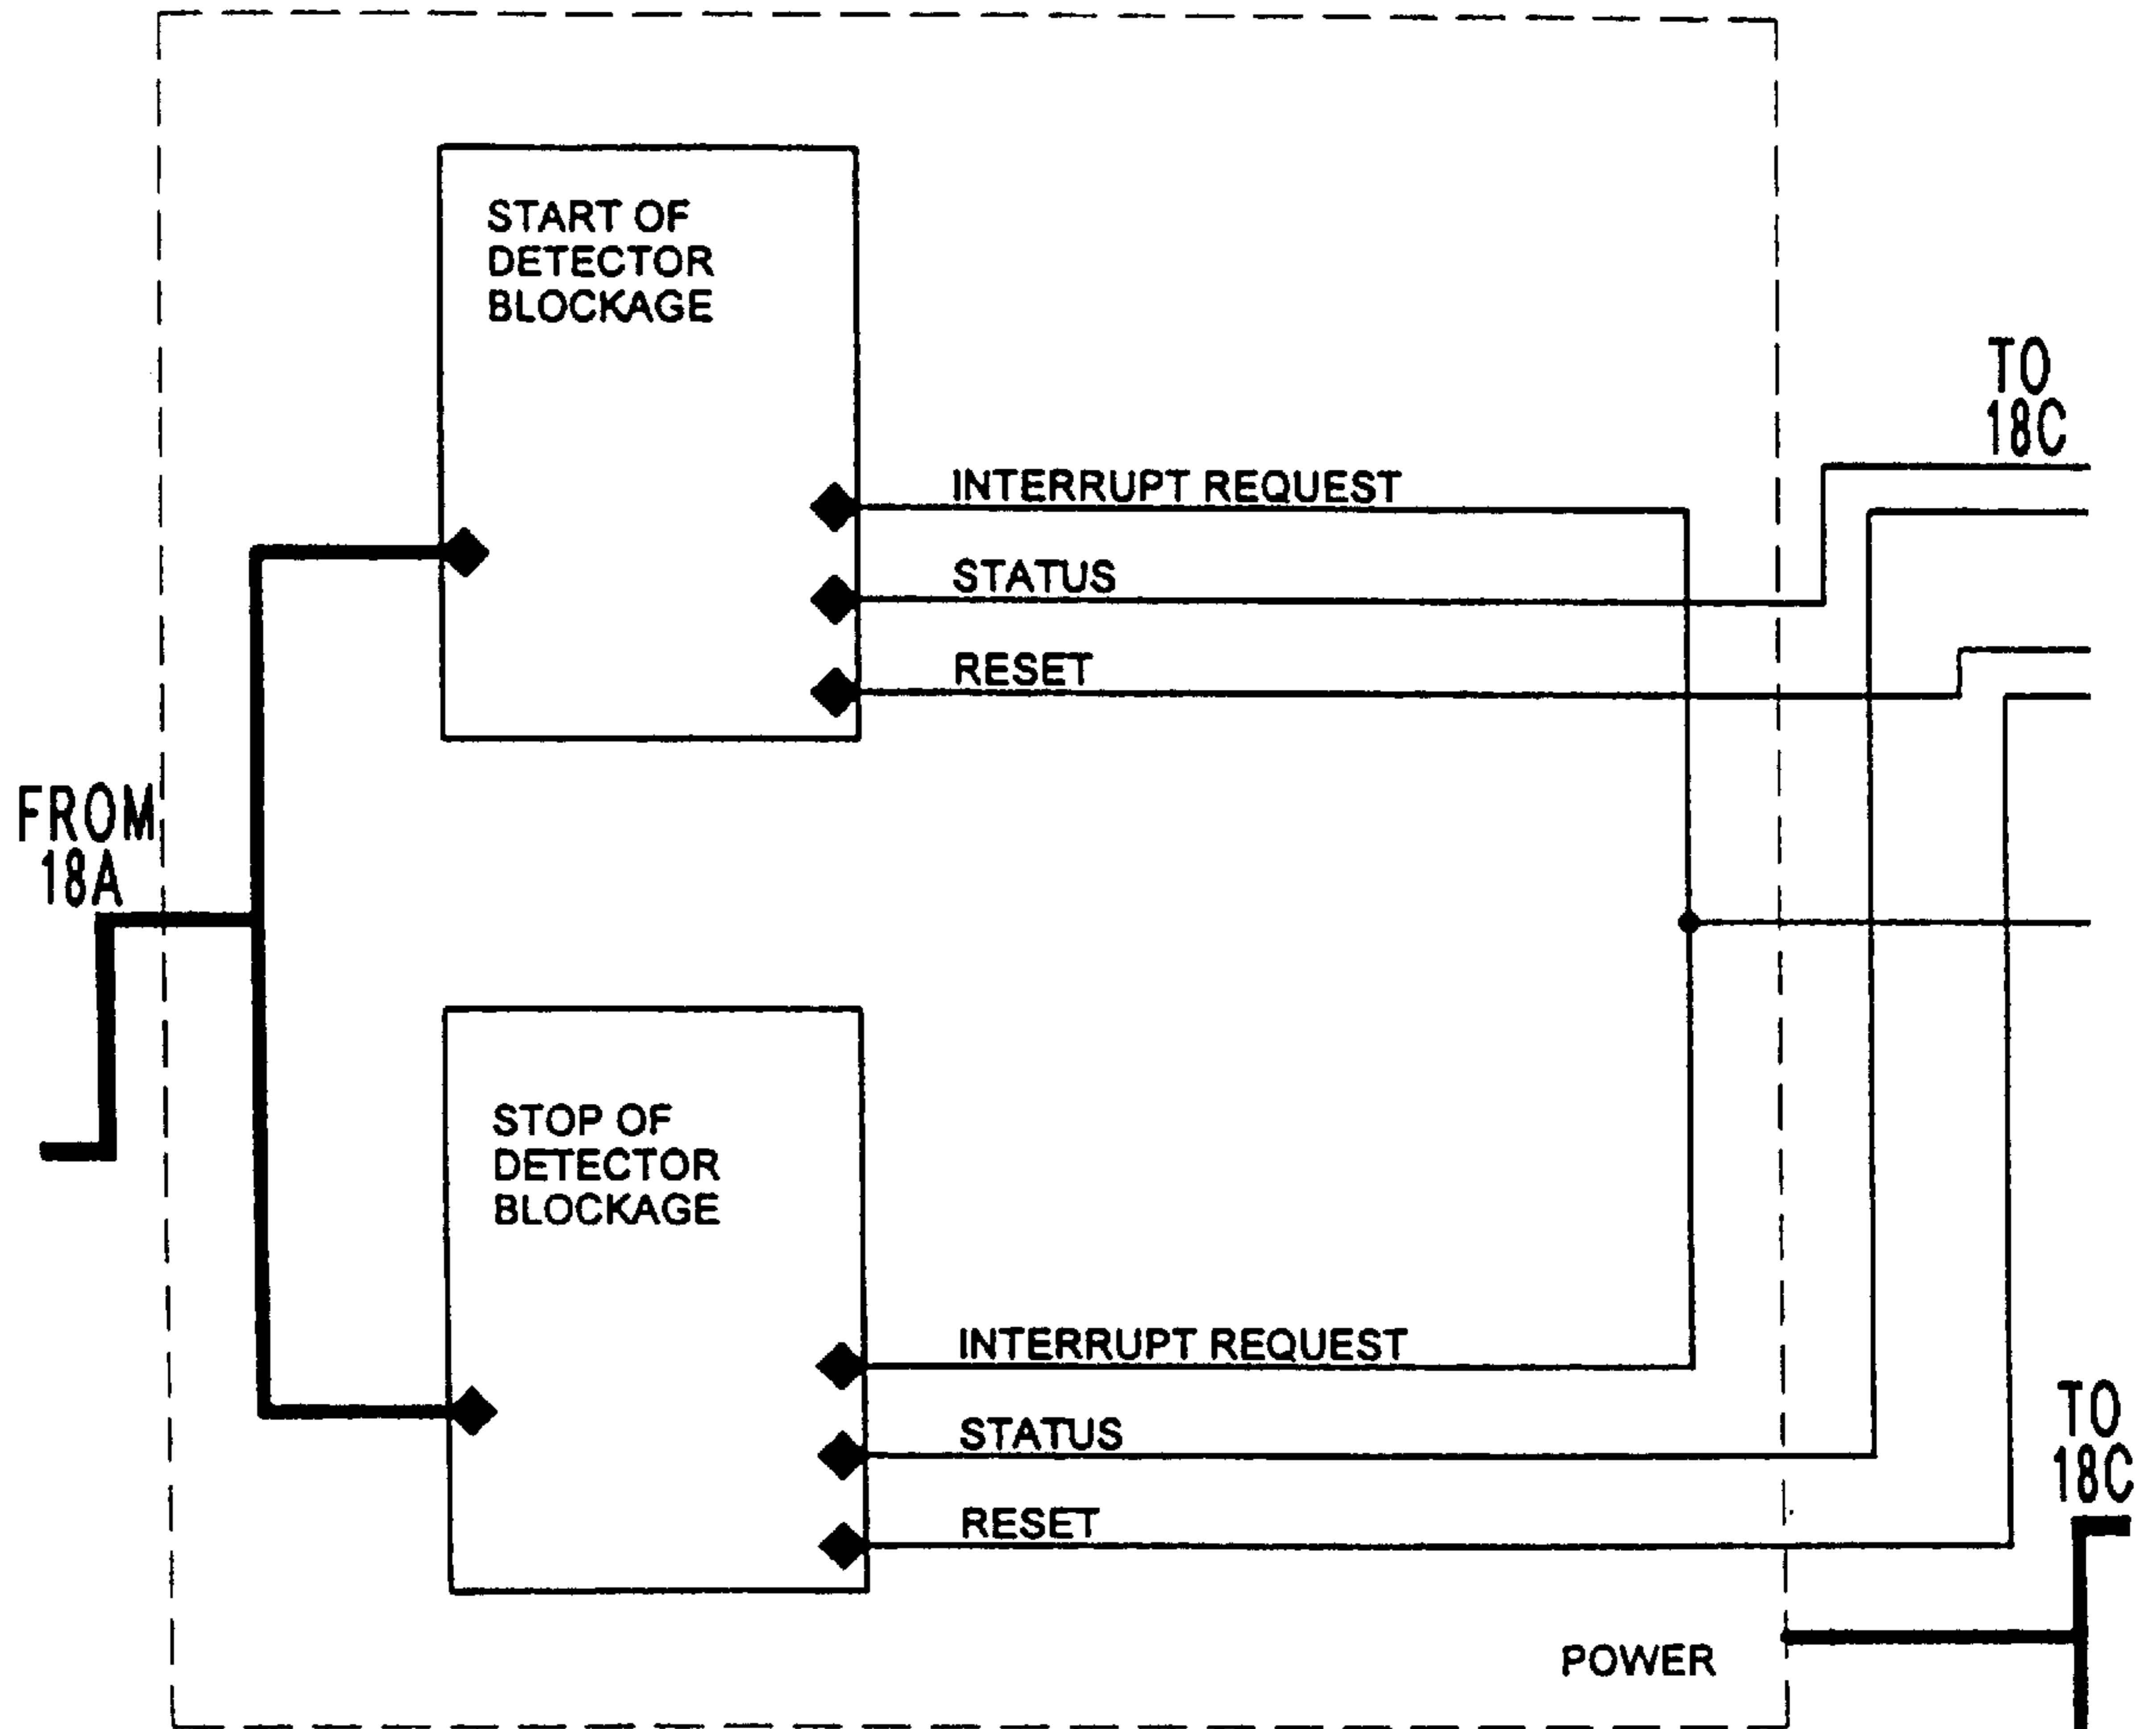 START OF
DETECTOR
BLOCKAGE
TO
18C
INTERRUPT REQUEST
STATUS
RESET
FROM
18A
STOP OF
DETECTOR
BLOCKAGE
INTERRUPT REQUEST
STATUS
RESET
TO
18C
POWER